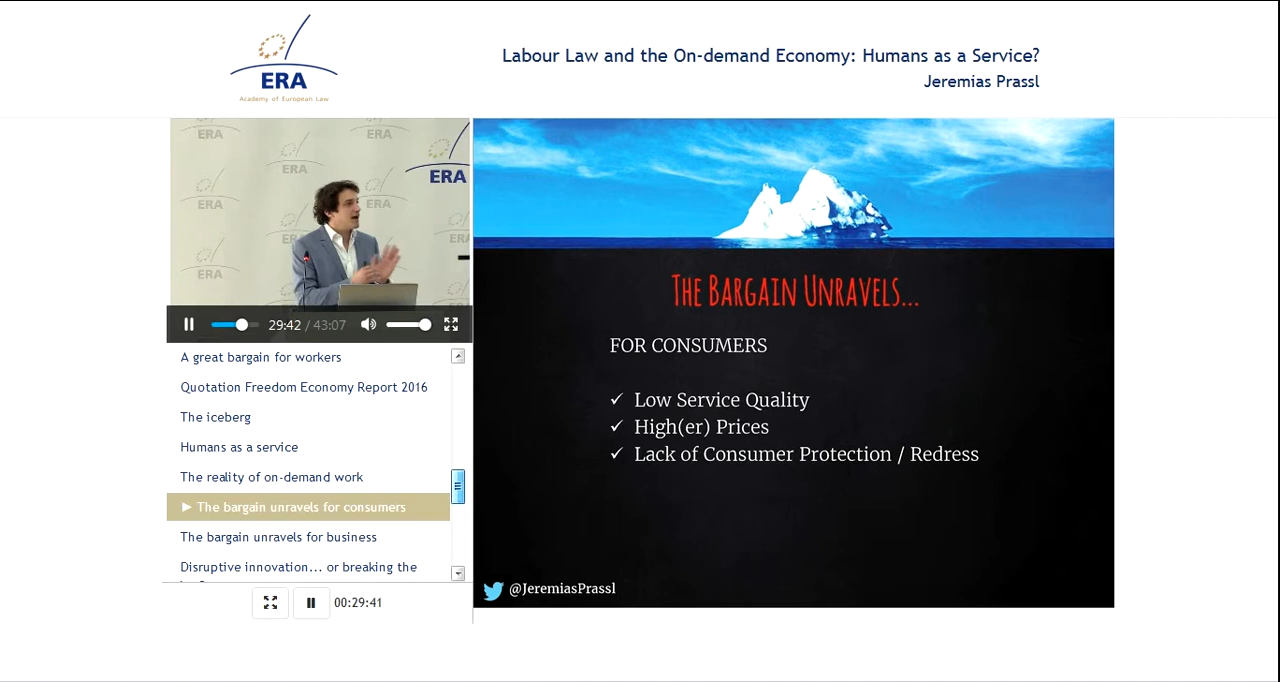 ERA
Academy of European Law
Labour Law and the On-demand Economy: Humans as a Service?
Jeremias Prassl
ERA
ERA
ERA
ERA
ERA
ERA
ERA
ERA
ERA
29:42 / 43:07
A great bargain for workers
Quotation Freedom Economy Report 2016
The iceberg
Humans as a service
The reality of on-demand work
► The bargain unravels for consumers
The bargain unravels for business
Disruptive innovation... or breaking the
00:29:41
THE BARGAIN UNRAVELS...
FOR CONSUMERS
✓ Low Service Quality
✓ High(er) Prices
✓ Lack of Consumer Protection / Redress
@JeremiasPrassl